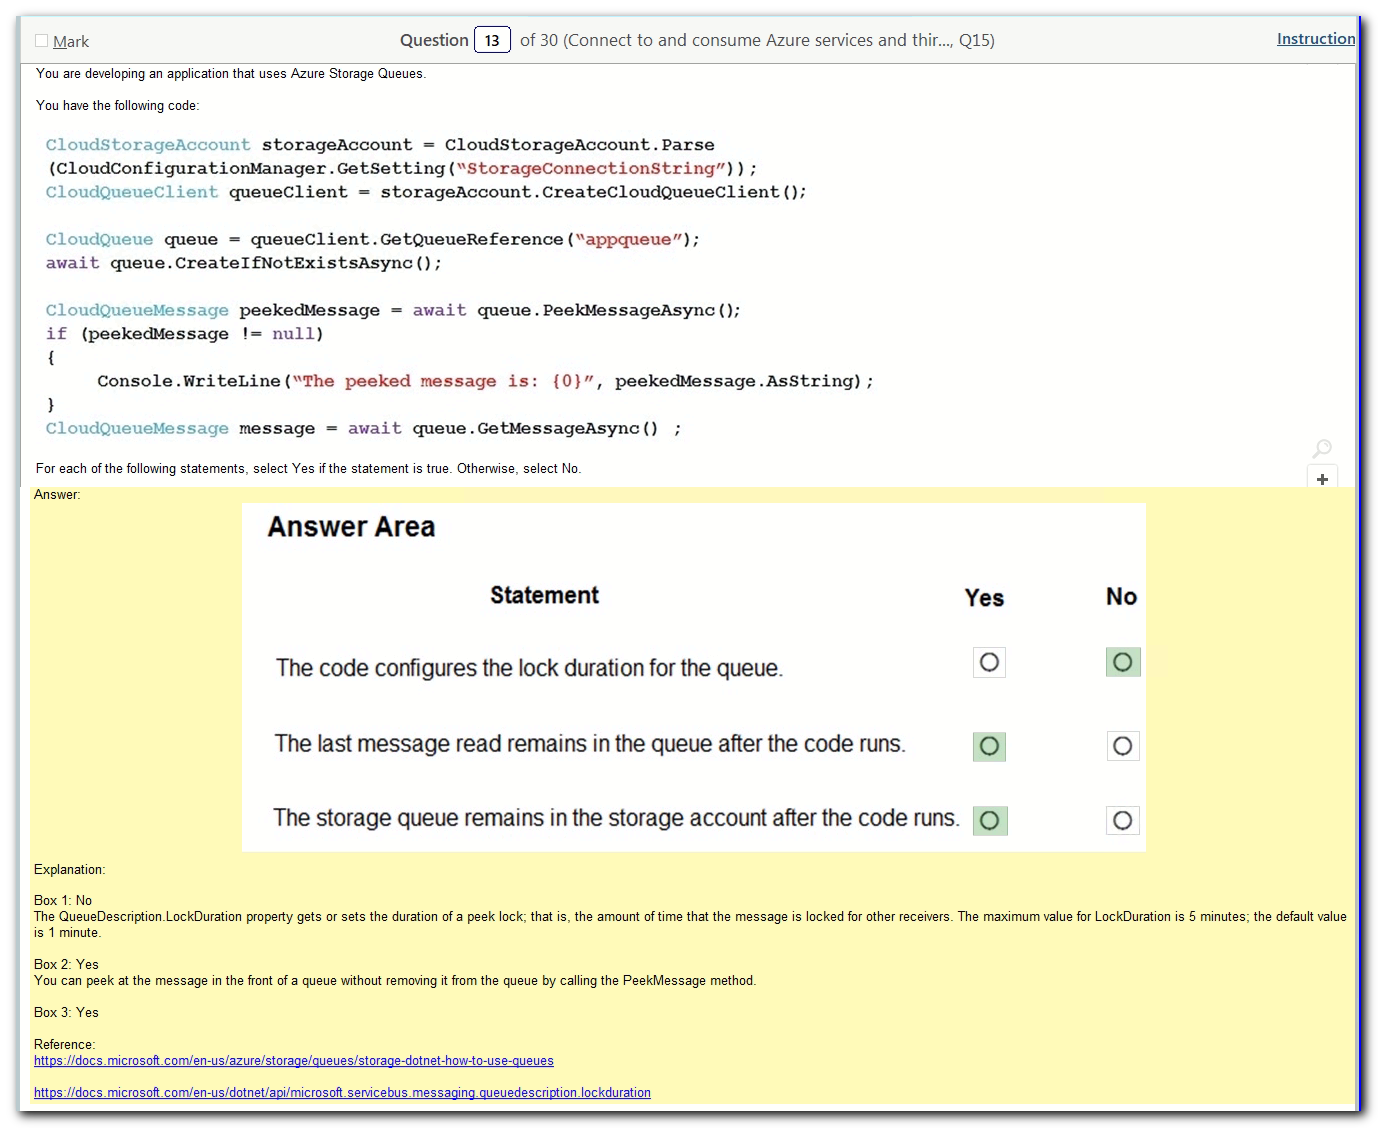 Mark Question 13 of 30 (Connect to and consume Azure services and thir..., Q15) Instruction
You are developing an application that uses Azure Storage Queues.
You have the following code:
CloudStorageAccount storageAccount = CloudStorageAccount.Parse
(CloudConfigurationManager.GetSetting(“StorageConnectionString”));
CloudQueueClient queueClient = storageAccount.CreateCloudQueueClient();
CloudQueue queue = queueClient.GetQueueReference(“appqueue”);
await queue.CreateIfNotExistsAsync();
CloudQueueMessage peekedMessage = await queue.PeekMessageAsync();
if (peekedMessage != null)
{
Console.WriteLine(“The peeked message is: {0}”, peekedMessage.AsString);
}
CloudQueueMessage message = await queue.GetMessageAsync() ;
For each of the following statements, select Yes if the statement is true. Otherwise, select No.
+
Answer:
Answer Area
Statement Yes No
The code configures the lock duration for the queue.
The last message read remains in the queue after the code runs.
The storage queue remains in the storage account after the code runs.
Explanation:
Box 1: No
The QueueDescription.LockDuration property gets or sets the duration of a peek lock; that is, the amount of time that the message is locked for other receivers. The maximum value for LockDuration is 5 minutes; the default value
is 1 minute.
Box 2: Yes
You can peek at the message in the front of a queue without removing it from the queue by calling the PeekMessage method.
Box 3: Yes
Reference:
https://docs.microsoft.com/en-us/azure/storage/queues/storage-dotnet-how-to-use-queues
https://docs.microsoft.com/en-us/dotnet/api/microsoft.servicebus.messaging.queuedescription.lockduration